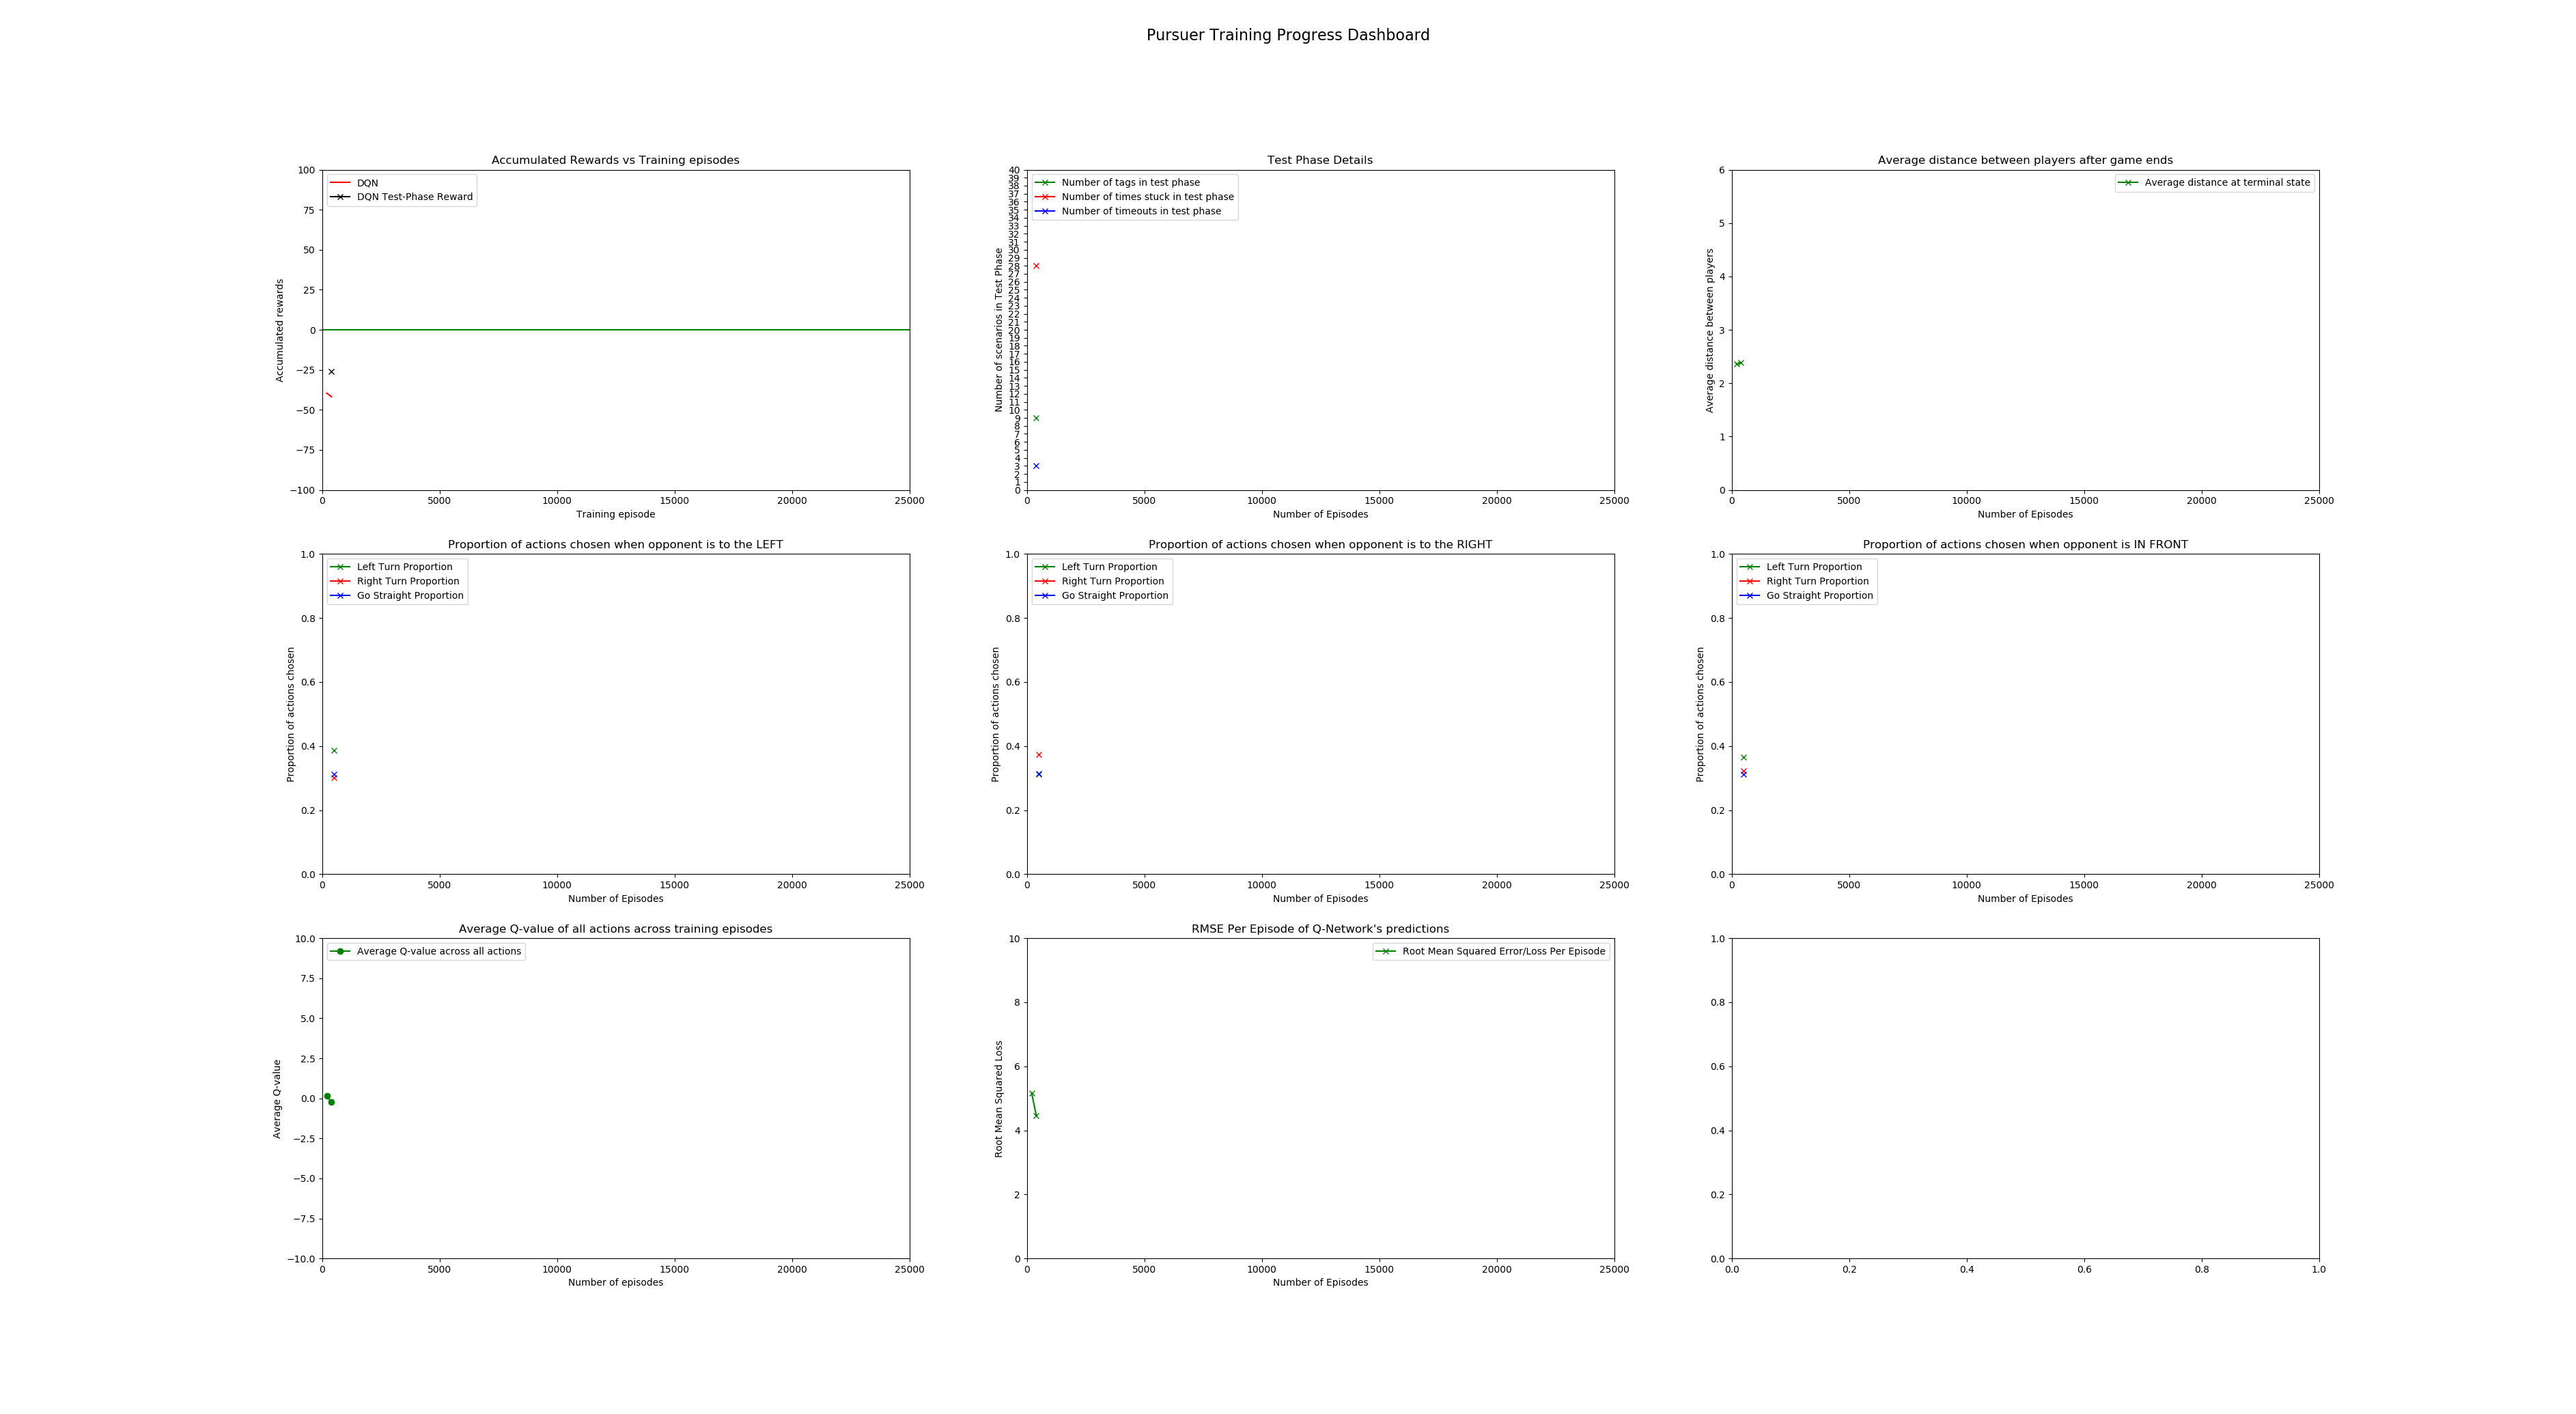 Pursuer Training Progress Dashboard
Accumulated Rewards vs Training episodes
DQN
DQN Test-Phase Reward
100
75
50
25
0
−25
−50
−75
−100
Accumulated rewards
0 5000 10000 15000 20000 25000
Training episode
Test Phase Details
Number of tags in test phase
Number of times stuck in test phase
Number of timeouts in test phase
40
39
38
37
36
35
34
33
32
31
30
29
28
27
26
25
24
23
22
21
20
19
18
17
16
15
14
13
12
11
10
9
8
7
6
5
4
3
2
1
0
Number of scenarios in Test Phase
0 5000 10000 15000 20000 25000
Number of Episodes
Average distance between players after game ends
Average distance at terminal state
6
5
4
3
2
1
0
Average distance between players
0 5000 10000 15000 20000 25000
Number of Episodes
Proportion of actions chosen when opponent is to the LEFT
Left Turn Proportion
Right Turn Proportion
Go Straight Proportion
1.0
0.8
0.6
0.4
0.2
0.0
Proportion of actions chosen
0 5000 10000 15000 20000 25000
Number of Episodes
Proportion of actions chosen when opponent is to the RIGHT
Left Turn Proportion
Right Turn Proportion
Go Straight Proportion
1.0
0.8
0.6
0.4
0.2
0.0
Proportion of actions chosen
0 5000 10000 15000 20000 25000
Number of Episodes
Proportion of actions chosen when opponent is IN FRONT
Left Turn Proportion
Right Turn Proportion
Go Straight Proportion
1.0
0.8
0.6
0.4
0.2
0.0
Proportion of actions chosen
0 5000 10000 15000 20000 25000
Number of Episodes
Average Q-value of all actions across training episodes
Average Q-value across all actions
10.0
7.5
5.0
2.5
0.0
−2.5
−5.0
−7.5
−10.0
Average Q-value
0 5000 10000 15000 20000 25000
Number of episodes
RMSE Per Episode of Q-Network's predictions
Root Mean Squared Error/Loss Per Episode
10
8
6
4
2
0
Root Mean Squared Loss
0 5000 10000 15000 20000 25000
Number of Episodes
1.0
0.8
0.6
0.4
0.2
0.0
0.0 0.2 0.4 0.6 0.8 1.0